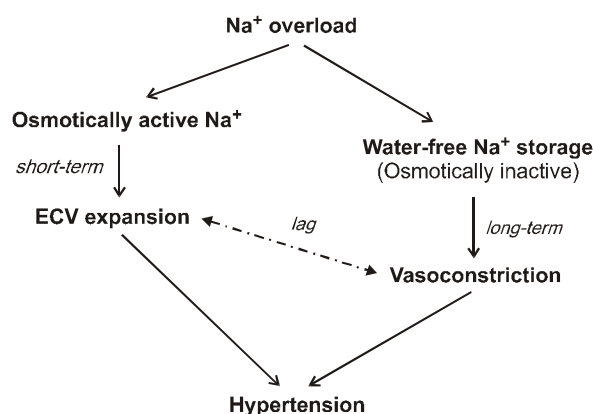 Na⁺ overload
Osmotically active Na⁺
Water-free Na⁺ storage
(Osmotically inactive)
short-term
ECV expansion
lag
long-term
Vasoconstriction
Hypertension